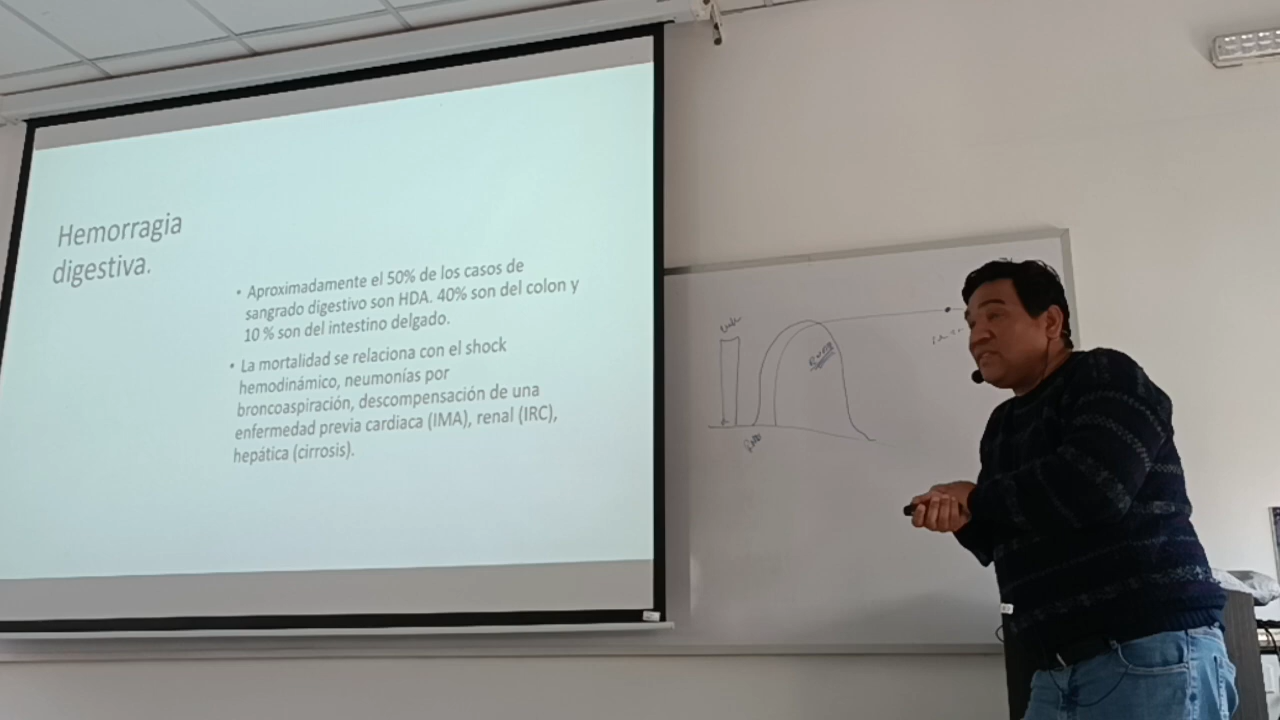 Hemorragia
digestiva.
• Aproximadamente el 50% de los casos de
sangrado digestivo son HDA. 40% son del colon y
10 % son del intestino delgado.
• La mortalidad se relaciona con el shock
hemodinámico, neumonías por
broncoaspiración, descompensación de una
enfermedad previa cardiaca (IMA), renal (IRC),
hepática (cirrosis).